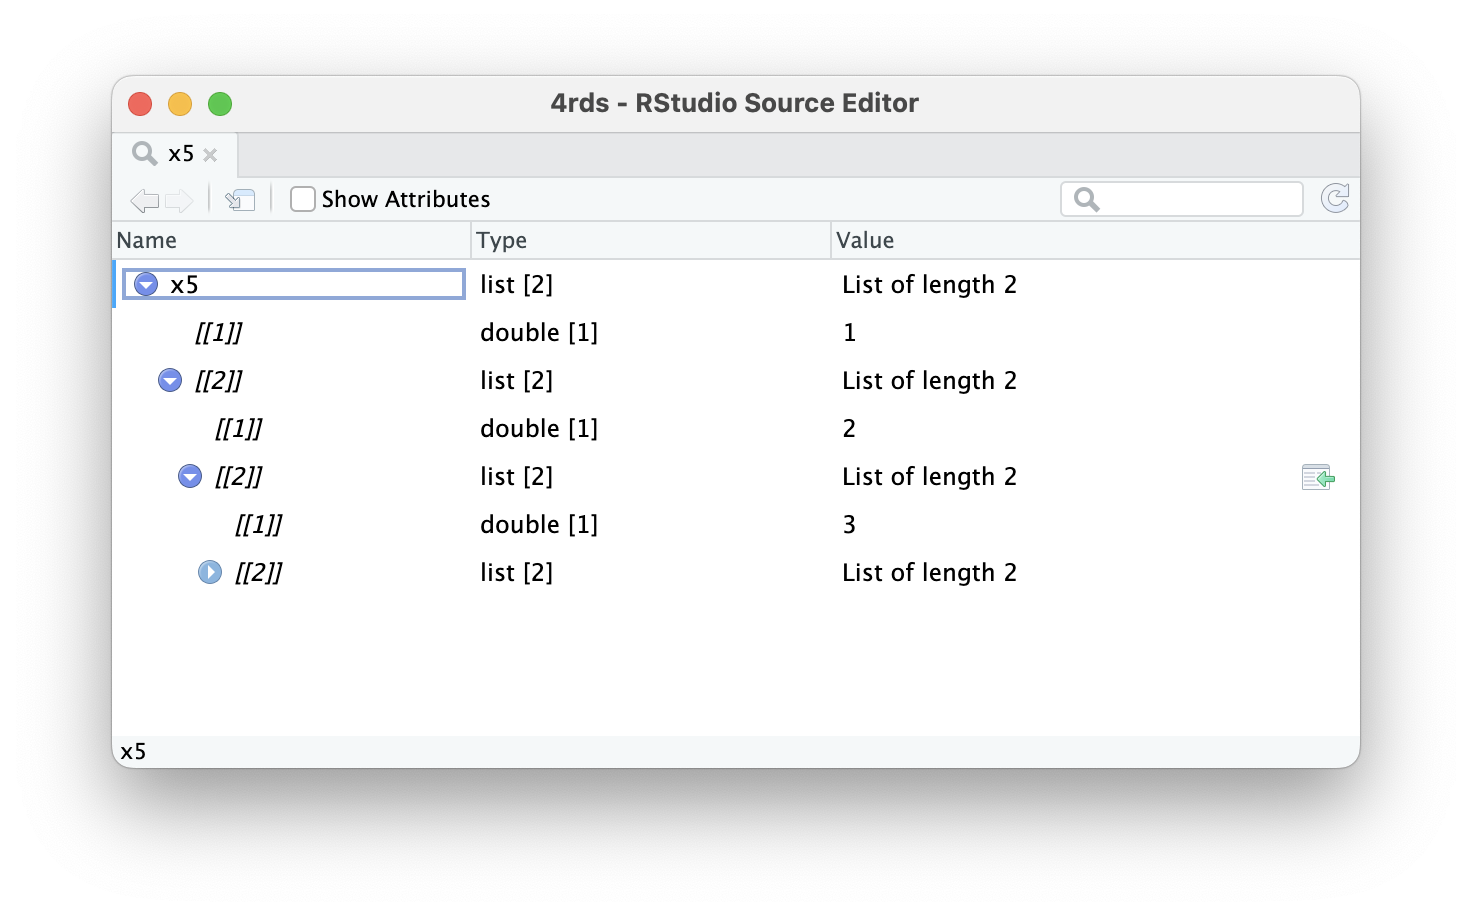 4rds - RStudio Source Editor
x5
Show Attributes
Name Type Value
x5 list [2] List of length 2
[[1]] double [1] 1
[[2]] list [2] List of length 2
[[1]] double [1] 2
[[2]] list [2] List of length 2
[[1]] double [1] 3
[[2]] list [2] List of length 2
x5